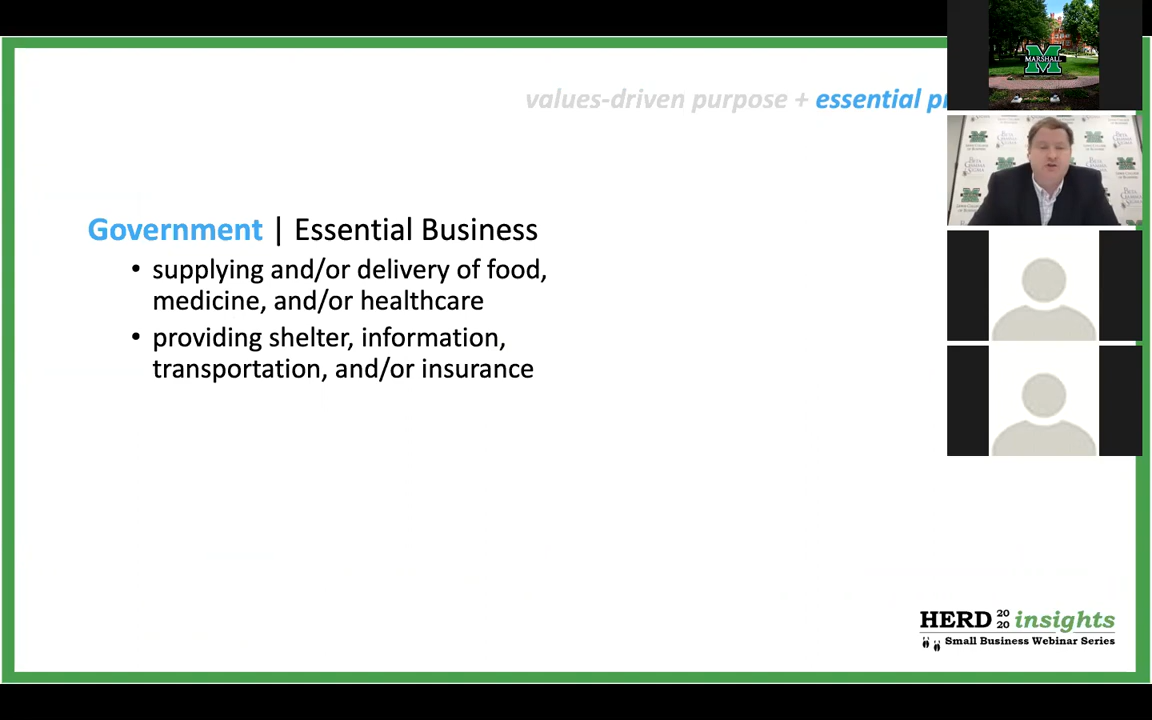 values-driven purpose + essential
MARSHALL
Government | Essential Business
• supplying and/or delivery of food,
medicine, and/or healthcare
• providing shelter, information,
transportation, and/or insurance
HERD 20 20 insights
Small Business Webinar Series